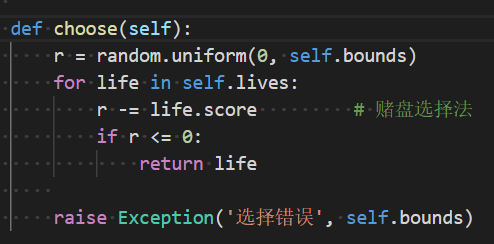 def choose(self):
    r = random.uniform(0, self.bounds)
    for life in self.lives:
        r -= life.score         # 赌盘选择法
        if r <= 0:
            return life

    raise Exception('选择错误', self.bounds)